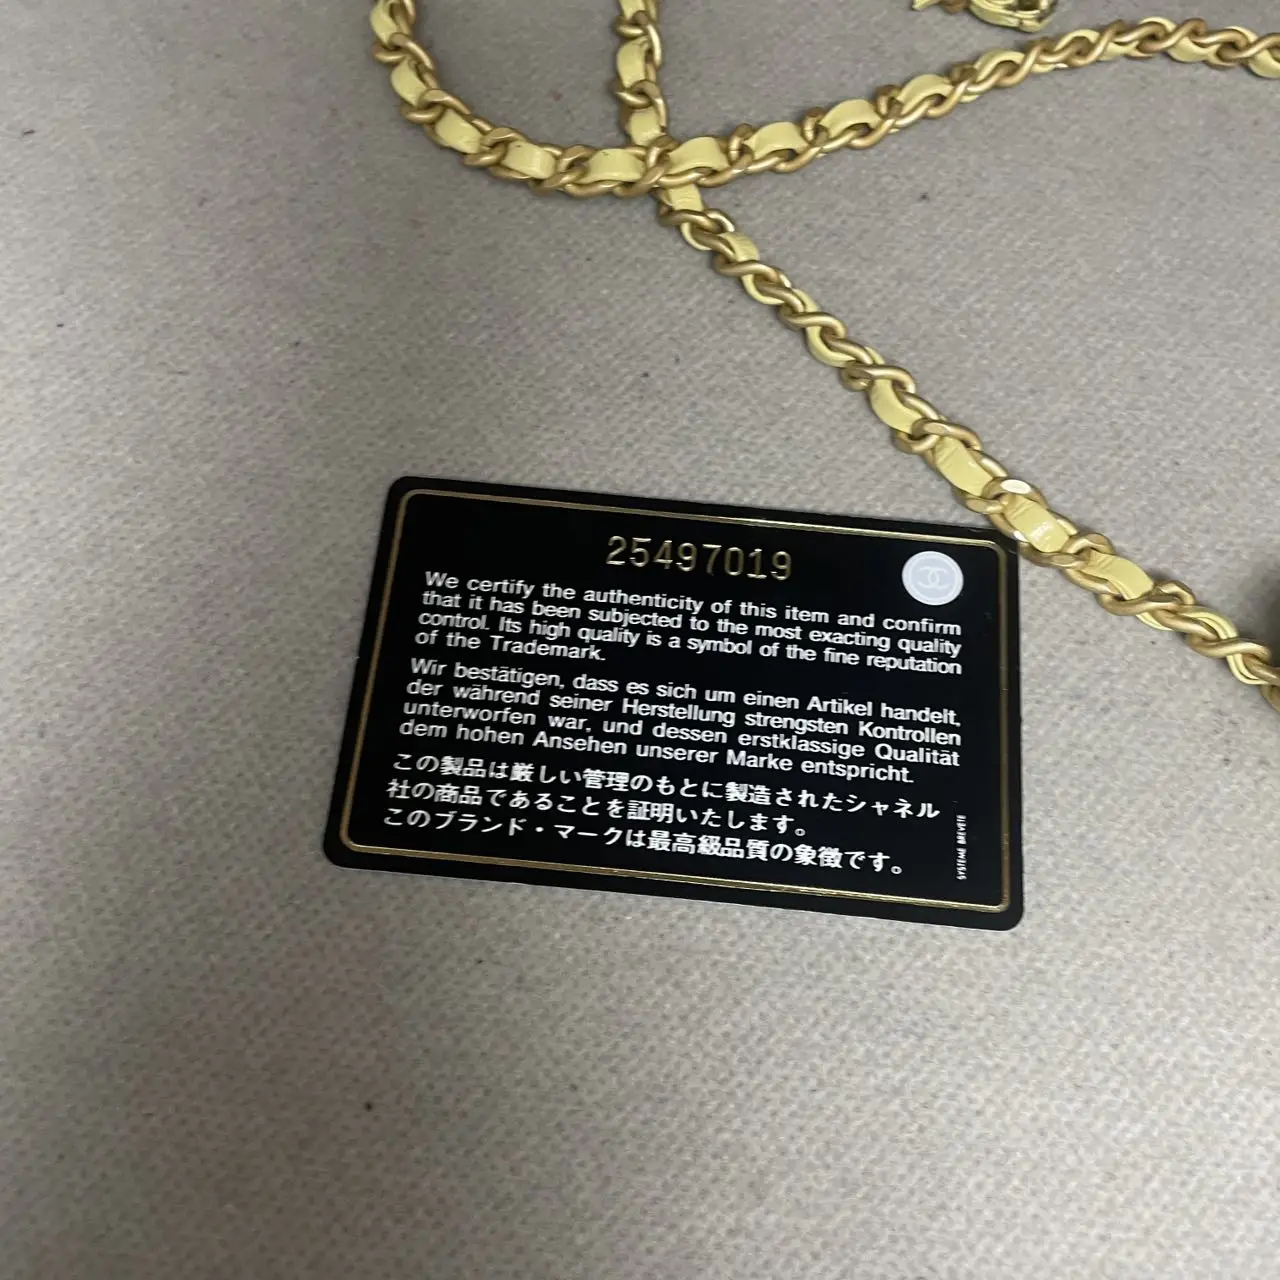 25497019
We certify the authenticity of this item and confirm
that it has been subjected to the most exacting quality
control. Its high quality is a symbol of the fine reputation
of the Trademark.
Wir bestätigen, dass es sich um einen Artikel handelt,
der während seiner Herstellung strengsten Kontrollen
unterworfen war, und dessen erstklassige Qualität
dem hohen Ansehen unserer Marke entspricht.
この製品は厳しい管理のもとに製造されたシャネル
社の商品であることを証明いたします。
このブランド・マークは最高級品質の象徴です。
SYSTEME BREVETE